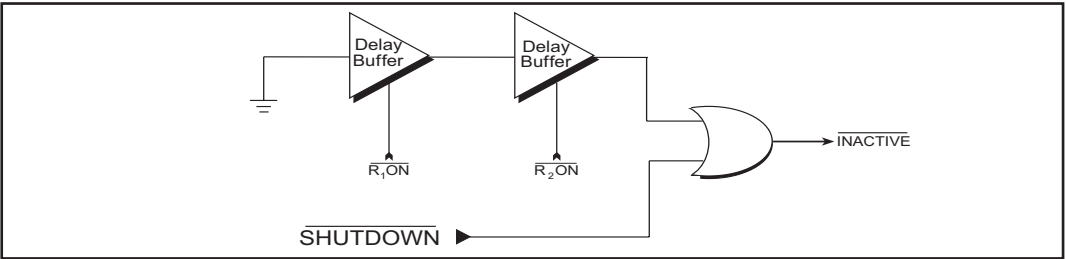 Delay
Buffer
Delay
Buffer
R1ON
R2ON
INACTIVE
SHUTDOWN